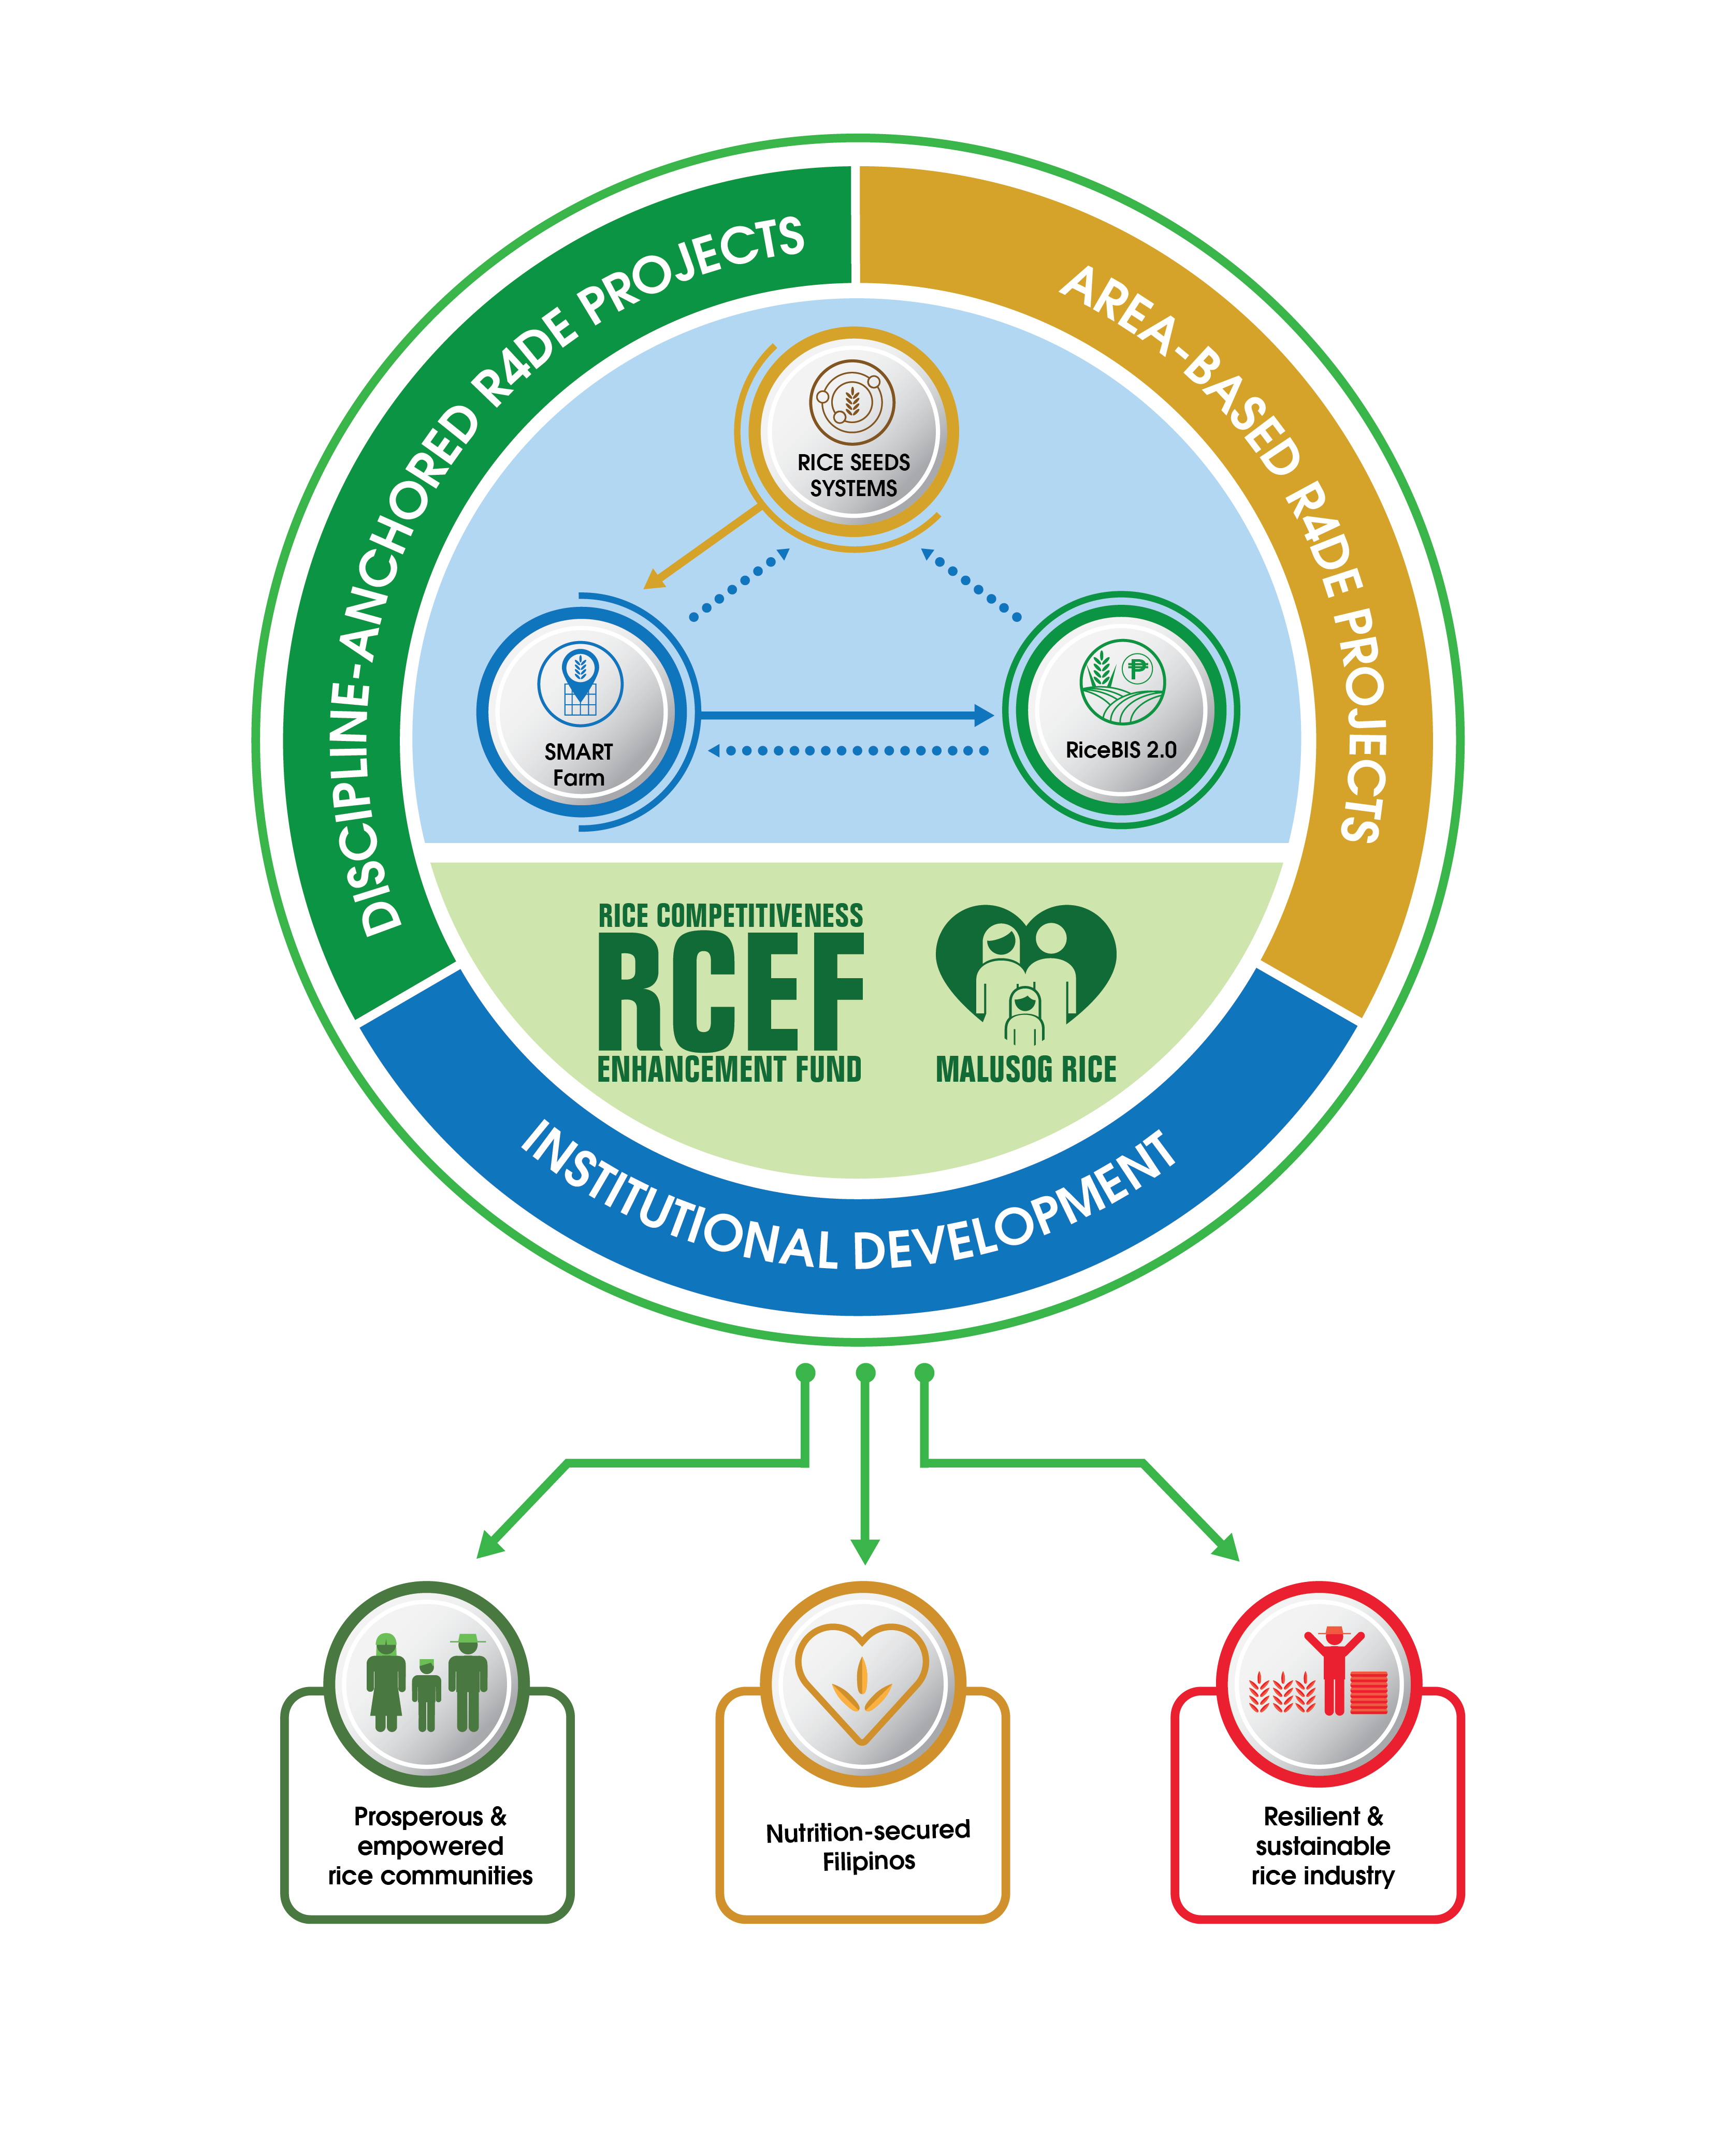 DISCIPLINE-ANCHORED R4DE PROJECTS
AREA-BASED R4DE PROJECTS
RICE SEEDS
SYSTEMS
SMART
Farm
₱
RiceBIS 2.0
RICE COMPETITIVENESS
RCEF
ENHANCEMENT FUND
MALUSOG RICE
INSTITUTIONAL DEVELOPMENT
Prosperous &
empowered
rice communities
Nutrition-secured
Filipinos
Resilient &
sustainable
rice industry